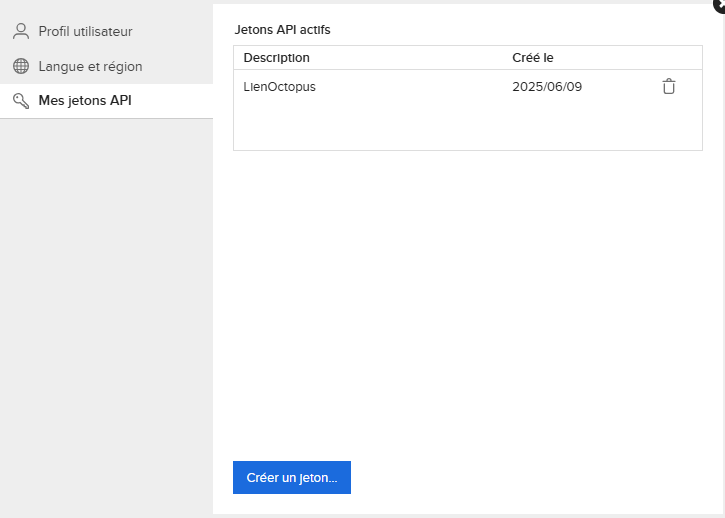 Profil utilisateur
Langue et région
Mes jetons API
Jetons API actifs
Description Créé le
LienOctopus 2025/06/09
Créer un jeton...